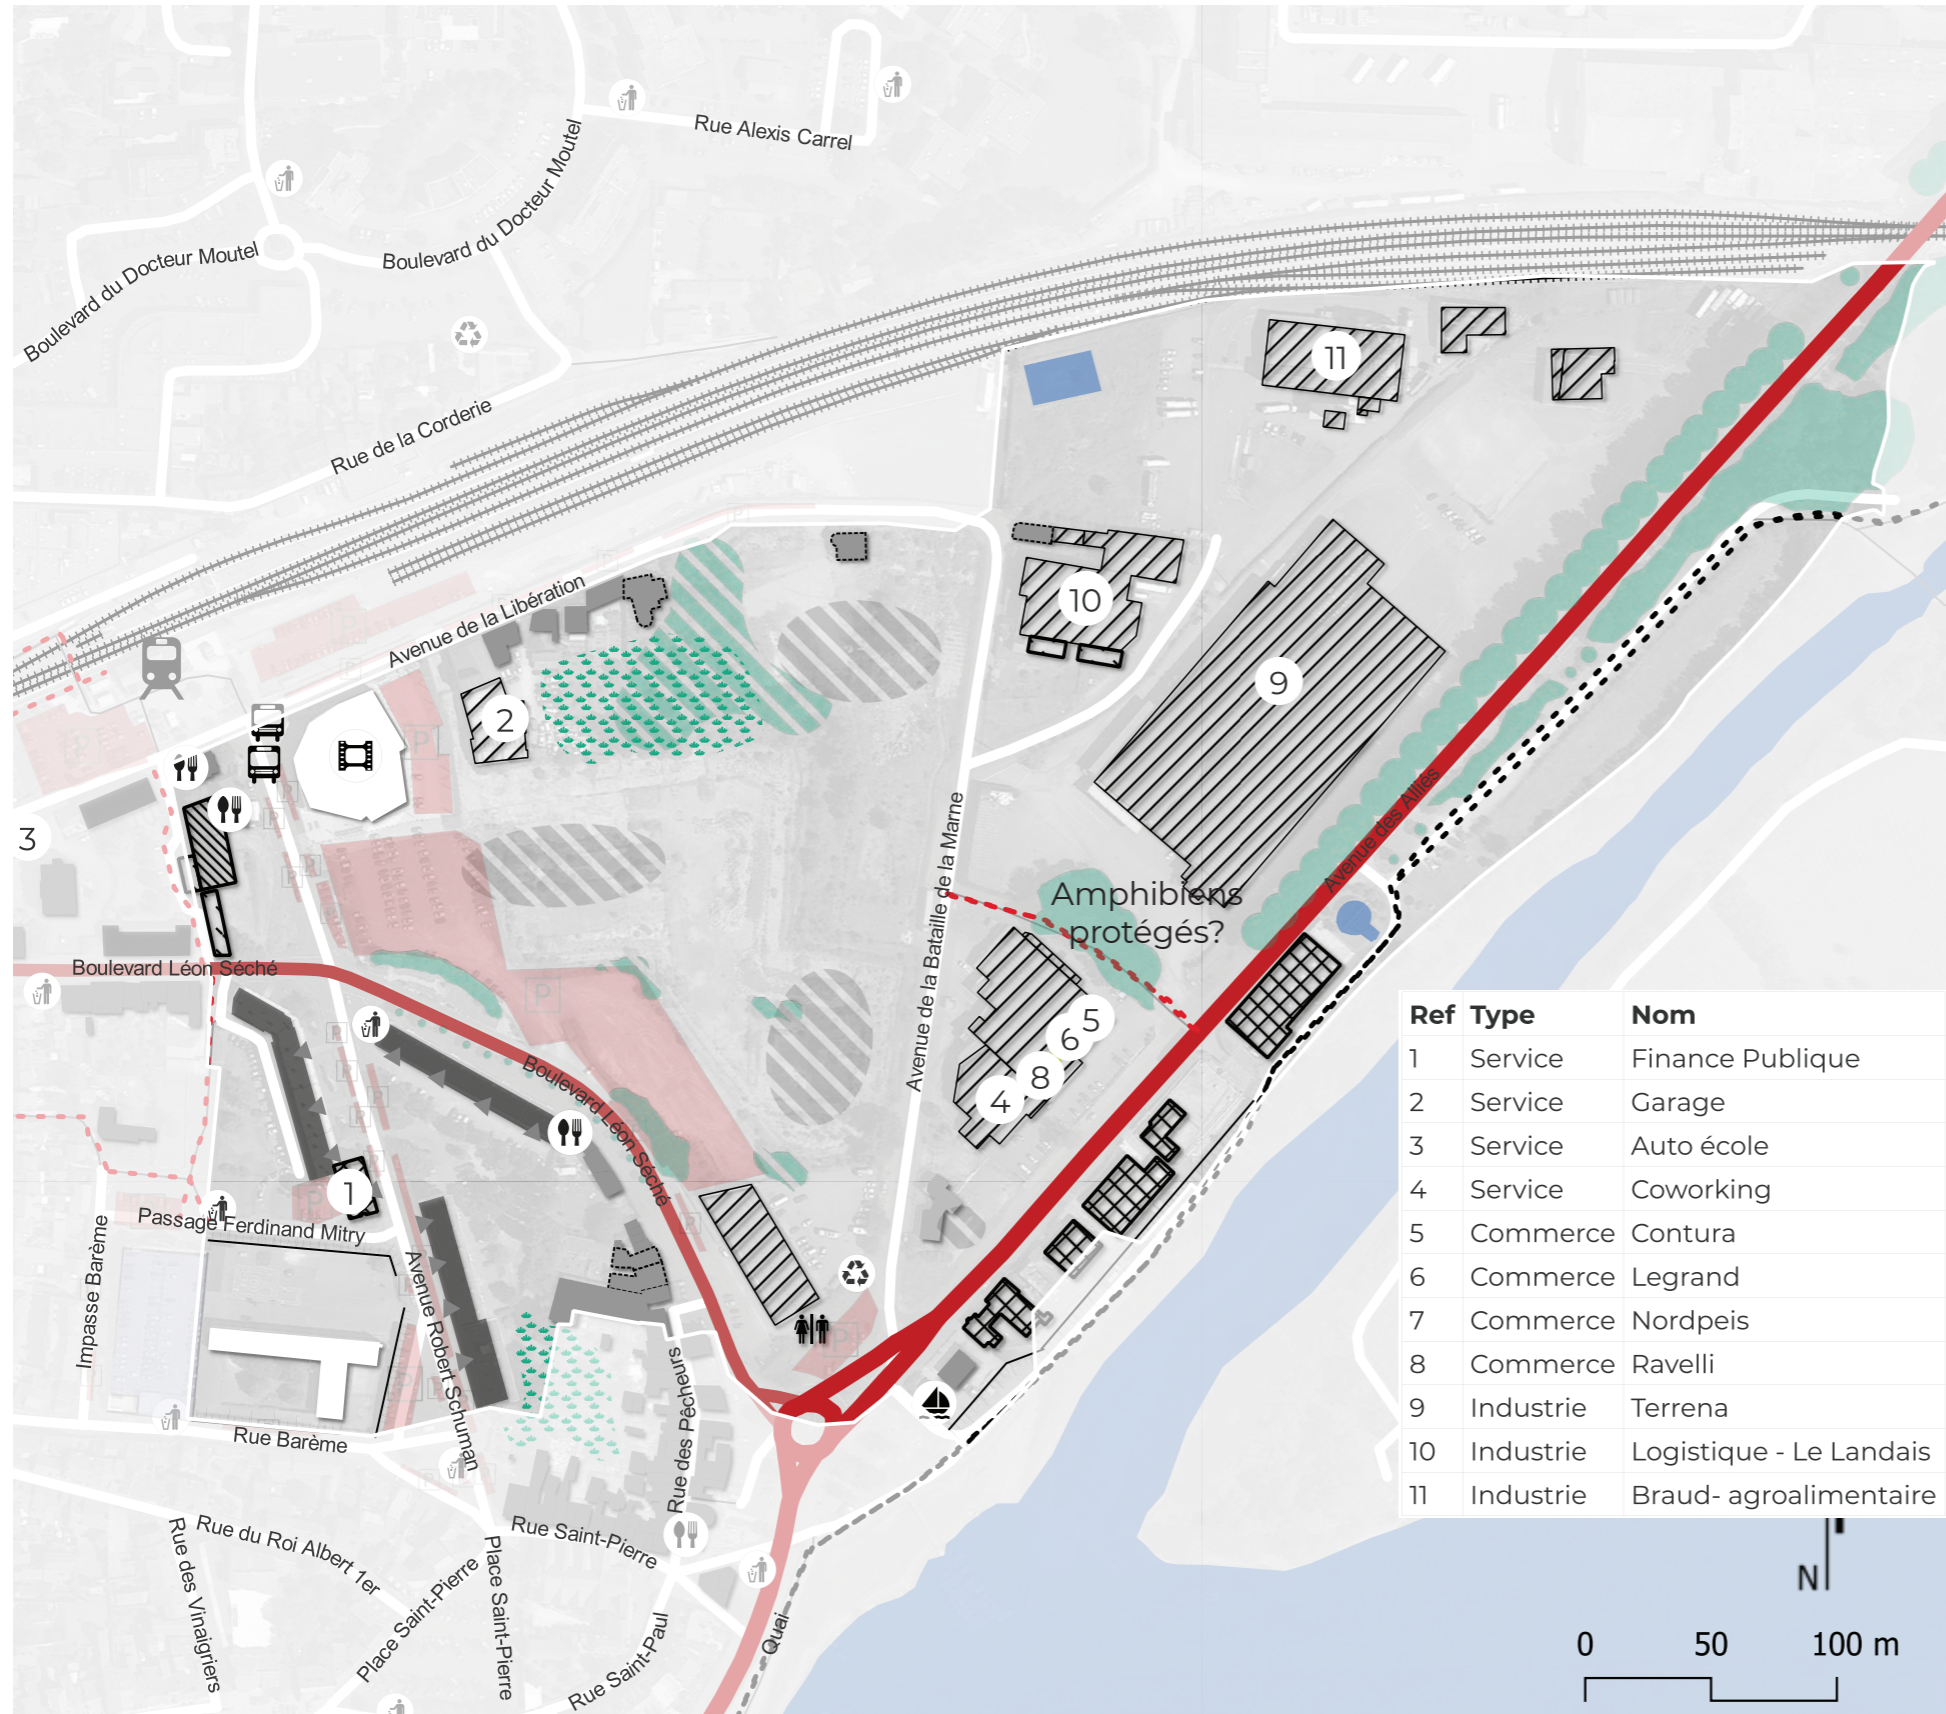 Rue Alexis Carrel
Boulevard du Docteur Moutel
Boulevard du Docteur Moutel
Rue de la Corderie
11
Avenue de la Libération
10
2
9
3
Avenue de la Bataille de la Marne
Avenue des Alliés
Amphibiens
protégés?
Boulevard Léon Séché
P
5
6
8
4
Boulevard Léon Séché
1
Passage Ferdinand Mitry
Impasse Barème
Avenue Robert Schuman
Rue Barème
Rue des Pêcheurs
Rue du Roi Albert 1er
Rue des Vinaigriers
Place Saint-Pierre
Place Saint-Pierre
Rue Saint-Pierre
Rue Saint-Paul
Quai
Ref Type Nom
1 Service Finance Publique
2 Service Garage
3 Service Auto école
4 Service Coworking
5 Commerce Contura
6 Commerce Legrand
7 Commerce Nordpeis
8 Commerce Ravelli
9 Industrie Terrena
10 Industrie Logistique - Le Landais
11 Industrie Braud- agroalimentaire
N
0 50 100 m